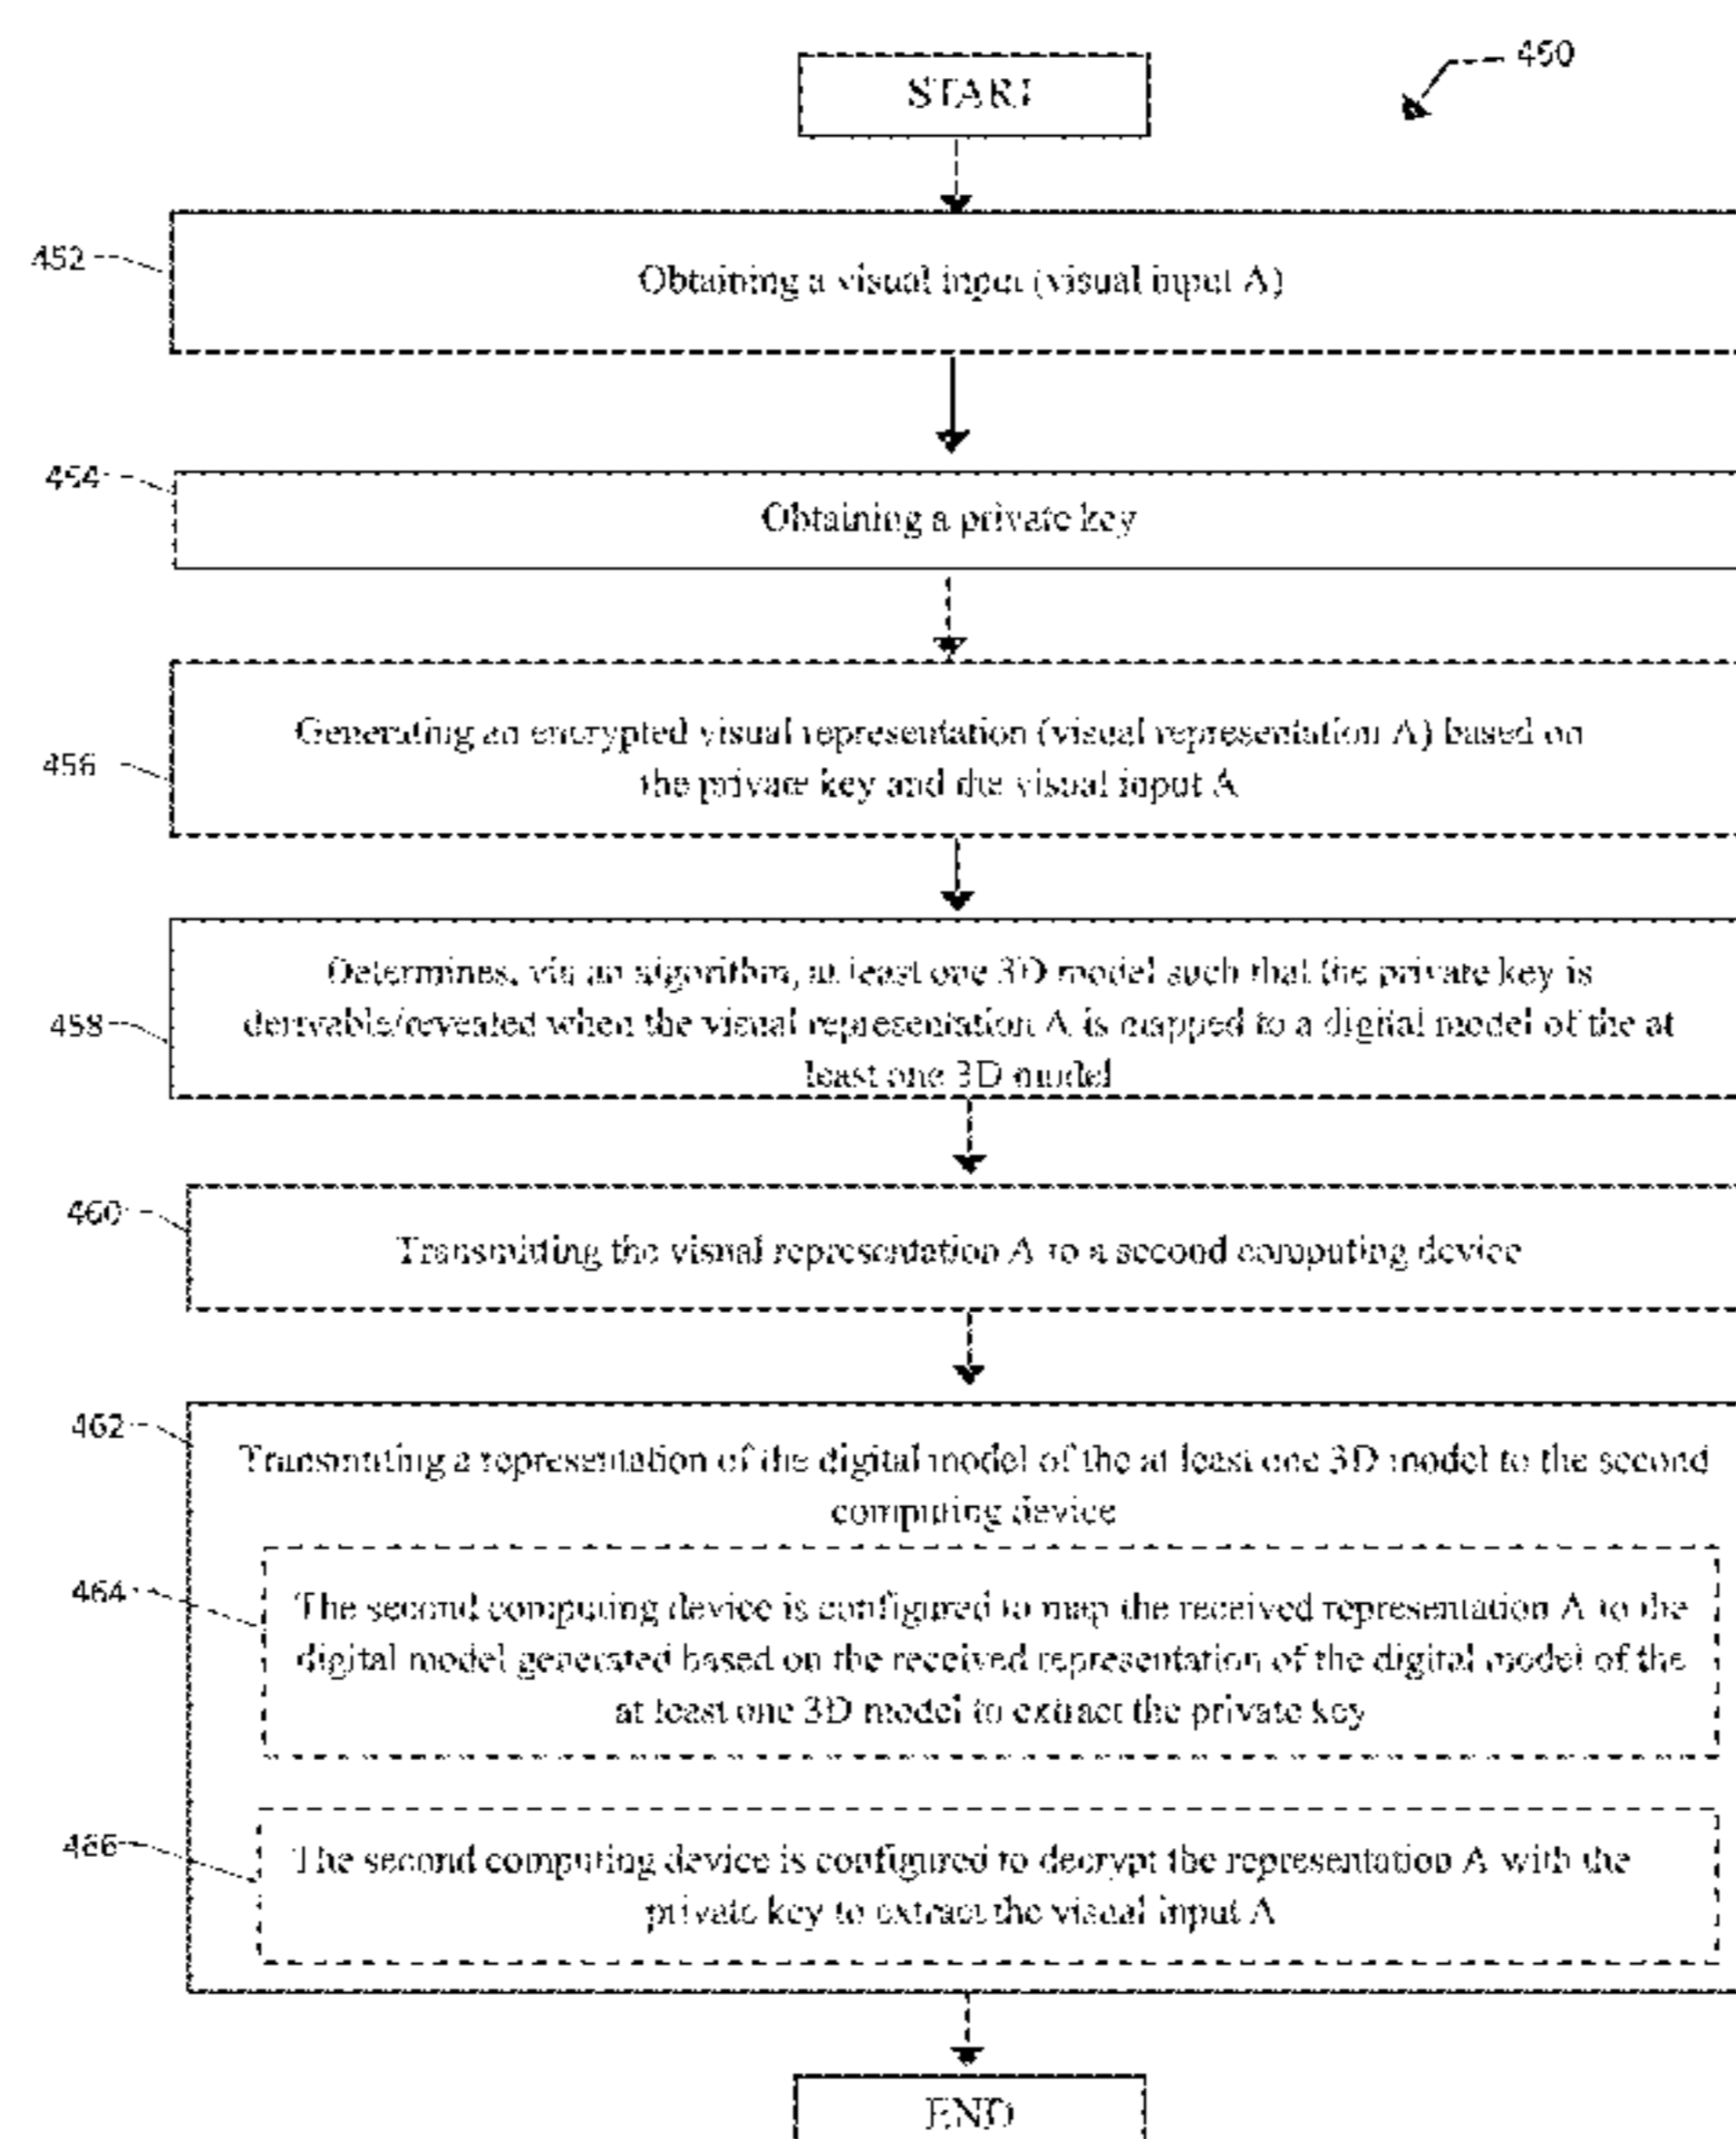 450
START
452
Obtaining a visual input (visual input A)
454
Obtaining a private key
456
Generating an encrypted visual representation (visual representation A) based on
the private key and the visual input A
458
Determines, via an algorithm, at least one 3D model such that the private key is
derivable/revealed when the visual representation A is mapped to a digital model of the at
least one 3D model
460
Transmitting the visual representation A to a second computing device
462
Transmitting a representation of the digital model of the at least one 3D model to the second
computing device
464
The second computing device is configured to map the received representation A to the
digital model generated based on the received representation of the digital model of the
at least one 3D model to extract the private key
466
The second computing device is configured to decrypt the representation A with the
private key to extract the visual input A
END